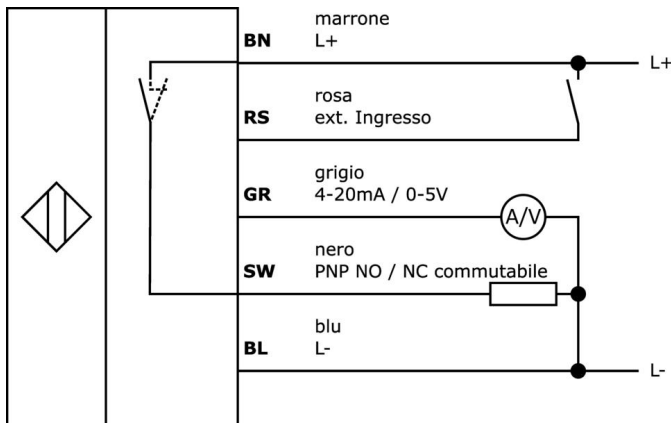 marrone
BN L+
L+
rosa
RS ext. Ingresso
grigio
GR 4-20mA / 0-5V
A/V
nero
SW PNP NO / NC commutabile
blu
BL L-
L-